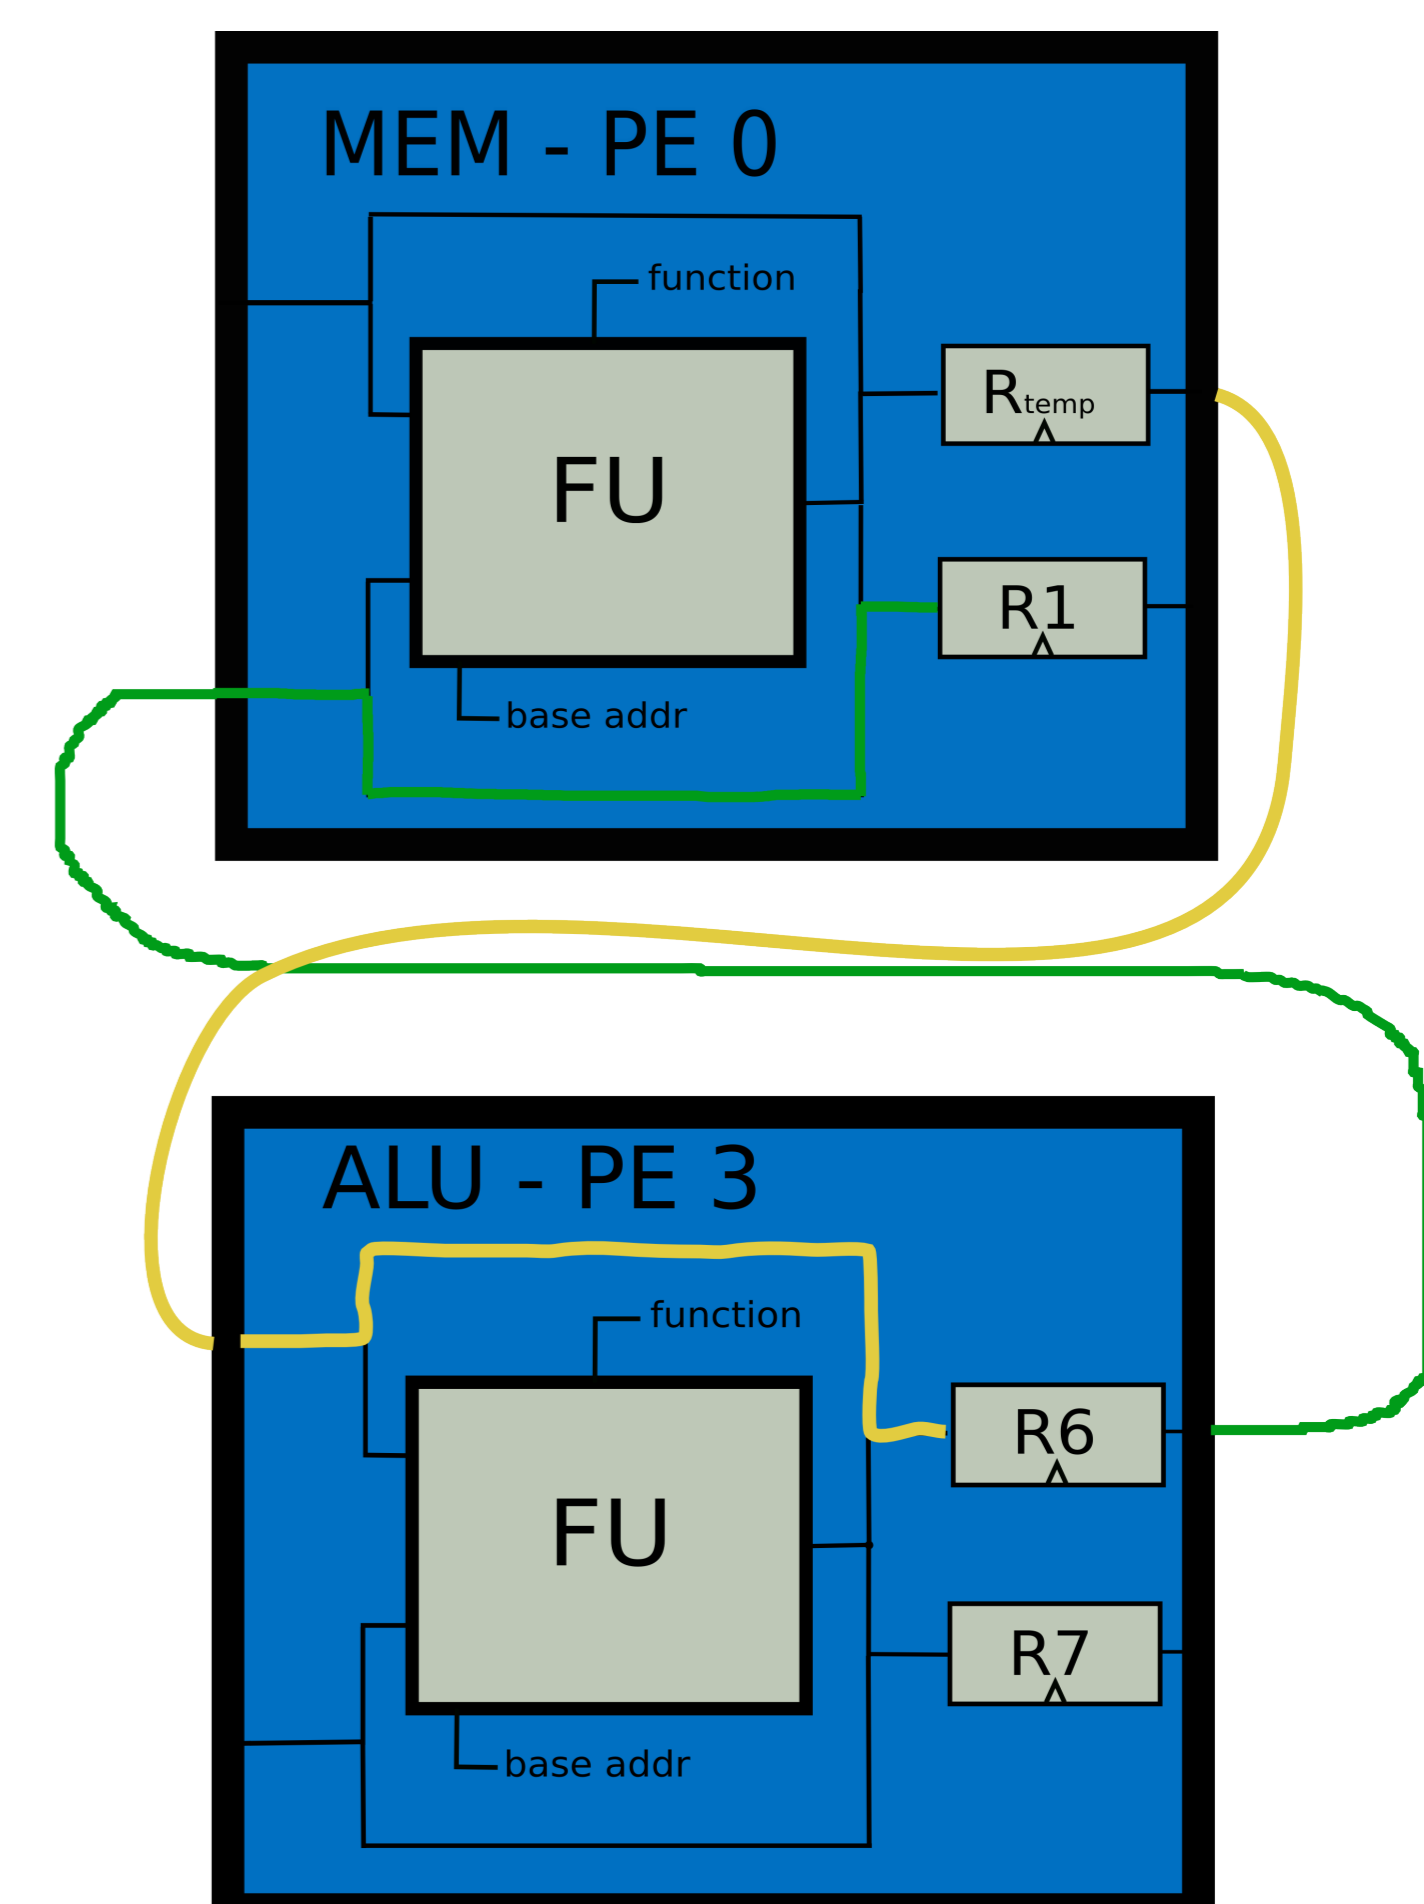 MEM - PE 0
function
Rtemp
FU
R1
base addr
ALU - PE 3
function
R6
FU
R7
base addr